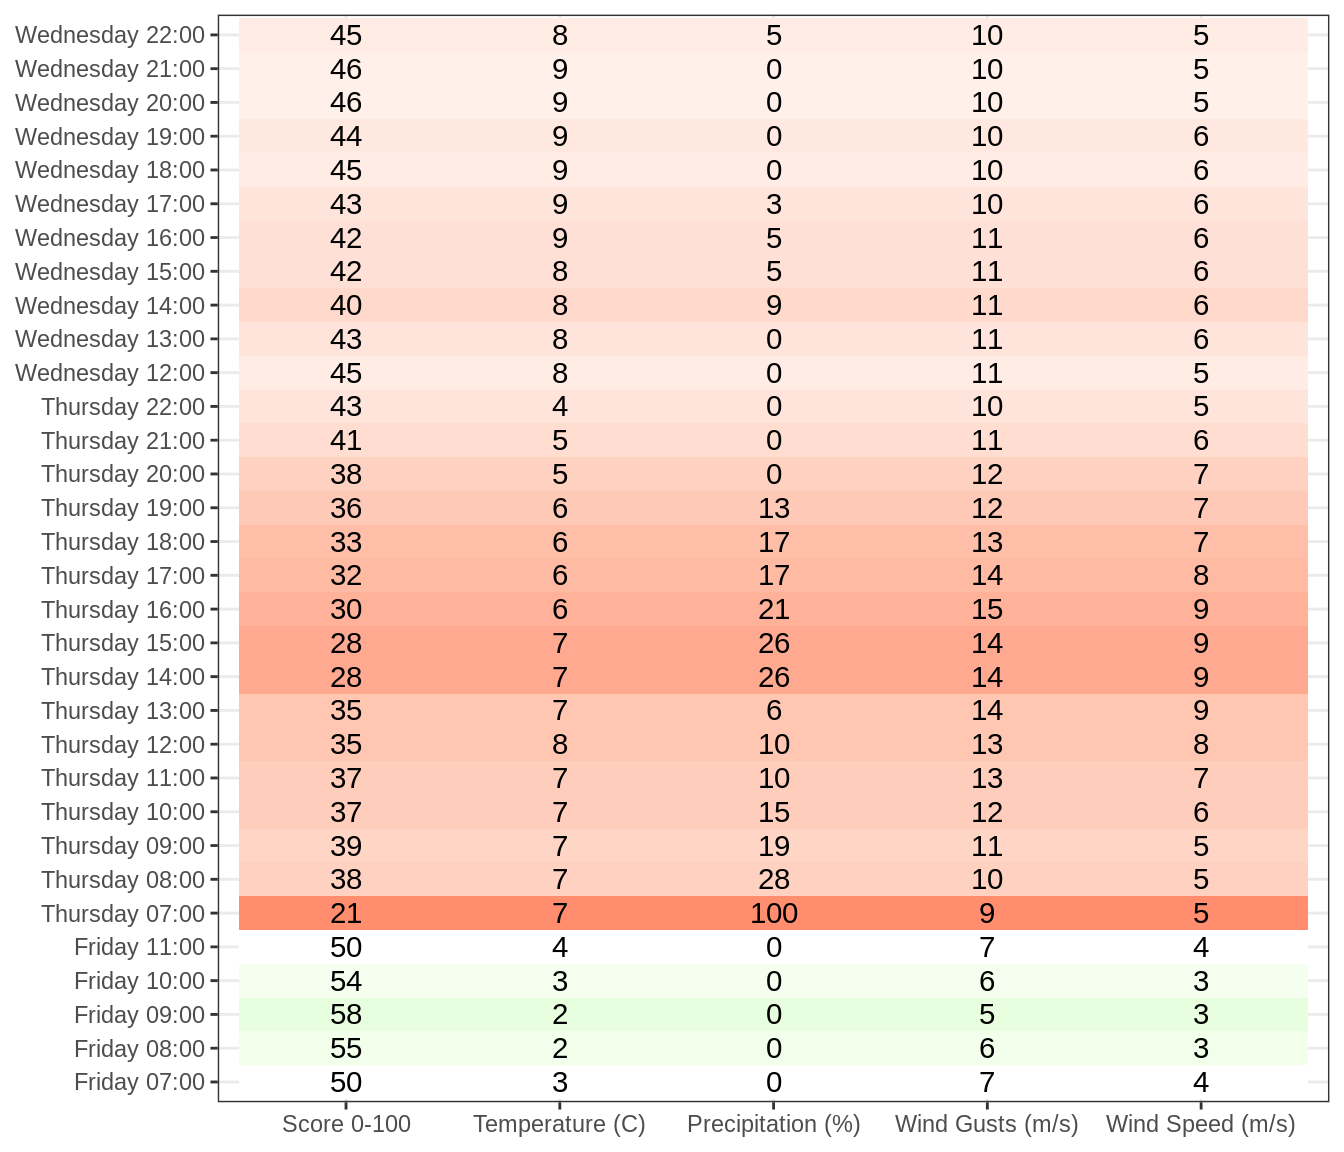 Wednesday 22:00 45 8 5 10 5
Wednesday 21:00 46 9 0 10 5
Wednesday 20:00 46 9 0 10 5
Wednesday 19:00 44 9 0 10 6
Wednesday 18:00 45 9 0 10 6
Wednesday 17:00 43 9 3 10 6
Wednesday 16:00 42 9 5 11 6
Wednesday 15:00 42 8 5 11 6
Wednesday 14:00 40 8 9 11 6
Wednesday 13:00 43 8 0 11 6
Wednesday 12:00 45 8 0 11 5
Thursday 22:00 43 4 0 10 5
Thursday 21:00 41 5 0 11 6
Thursday 20:00 38 5 0 12 7
Thursday 19:00 36 6 13 12 7
Thursday 18:00 33 6 17 13 7
Thursday 17:00 32 6 17 14 8
Thursday 16:00 30 6 21 15 9
Thursday 15:00 28 7 26 14 9
Thursday 14:00 28 7 26 14 9
Thursday 13:00 35 7 6 14 9
Thursday 12:00 35 8 10 13 8
Thursday 11:00 37 7 10 13 7
Thursday 10:00 37 7 15 12 6
Thursday 09:00 39 7 19 11 5
Thursday 08:00 38 7 28 10 5
Thursday 07:00 21 7 100 9 5
Friday 11:00 50 4 0 7 4
Friday 10:00 54 3 0 6 3
Friday 09:00 58 2 0 5 3
Friday 08:00 55 2 0 6 3
Friday 07:00 50 3 0 7 4
Score 0-100 Temperature (C) Precipitation (%) Wind Gusts (m/s) Wind Speed (m/s)